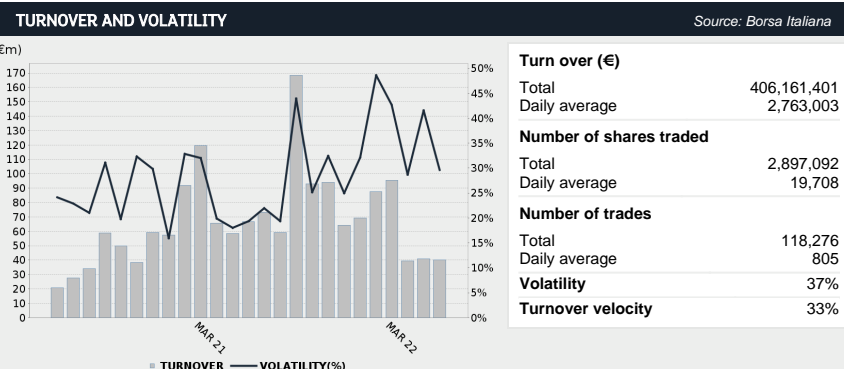 TURNOVER AND VOLATILITY
Source: Borsa Italiana
€m)
170
160
150
140
130
120
110
100
90
80
70
60
50
40
30
20
10
0
50%
45%
40%
35%
30%
25%
20%
15%
10%
5%
0%
MAR 21
MAR 22
TURNOVER VOLATILITY(%)
Turn over (€)
Total 406,161,401
Daily average 2,763,003
Number of shares traded
Total 2,897,092
Daily average 19,708
Number of trades
Total 118,276
Daily average 805
Volatility 37%
Turnover velocity 33%